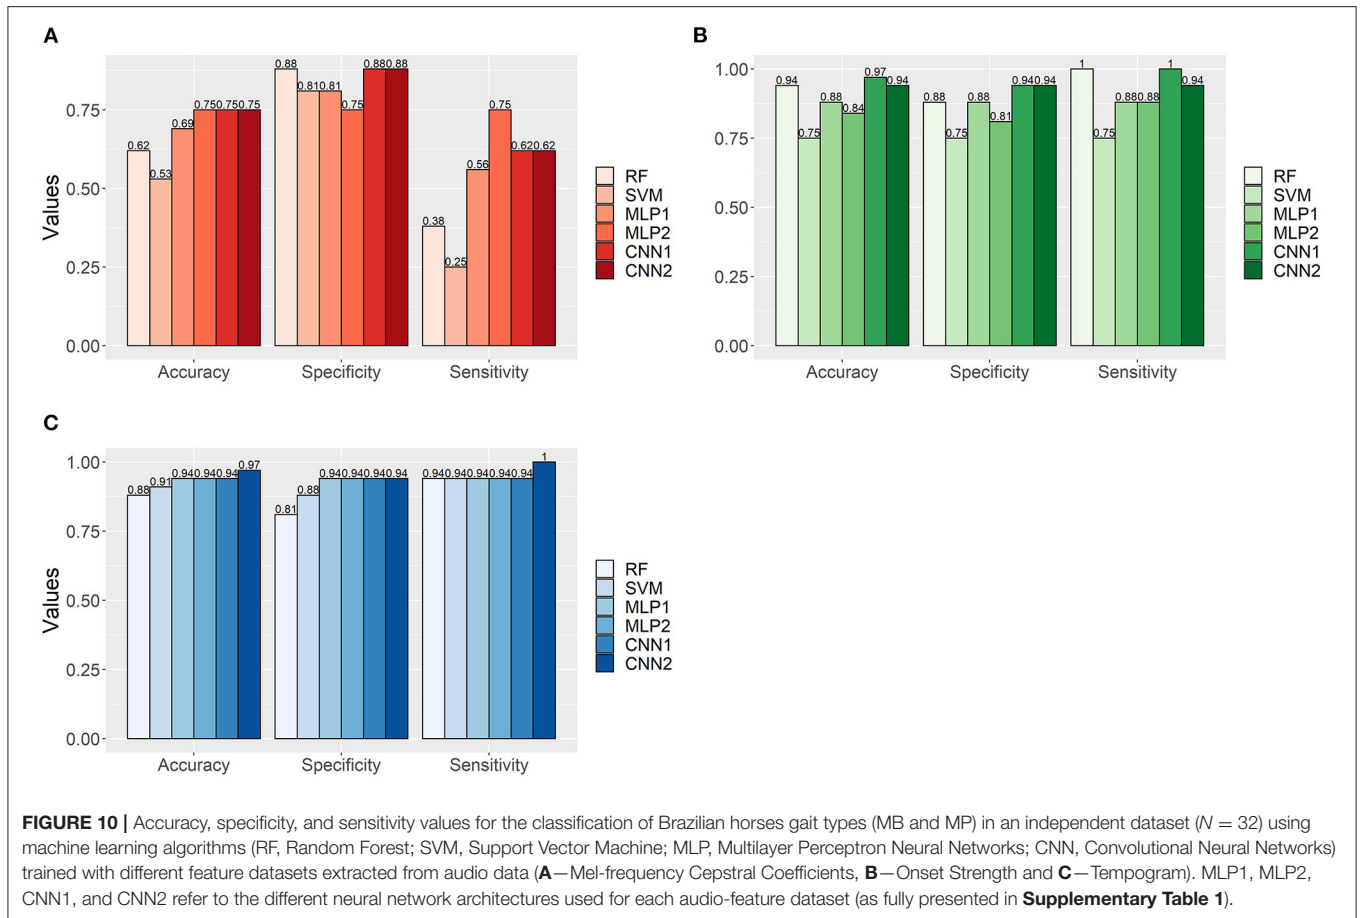 A
Values
0.75
0.50
0.25
0.00
0.62
0.53
0.69
0.75
0.75
0.75
0.88
0.81
0.81
0.75
0.88
0.88
0.38
0.25
0.56
0.75
0.62
0.62
Accuracy
Specificity
Sensitivity
RF
SVM
MLP1
MLP2
CNN1
CNN2
B
1.00
0.75
0.50
0.25
0.00
0.94
0.75
0.88
0.84
0.97
0.94
0.88
0.75
0.88
0.81
0.94
0.94
1
0.75
0.88
0.88
1
0.94
Accuracy
Specificity
Sensitivity
RF
SVM
MLP1
MLP2
CNN1
CNN2
C
Values
1.00
0.75
0.50
0.25
0.00
0.88
0.91
0.94
0.94
0.94
0.97
0.81
0.88
0.94
0.94
0.94
0.94
0.94
0.94
0.94
0.94
0.94
1
Accuracy
Specificity
Sensitivity
RF
SVM
MLP1
MLP2
CNN1
CNN2
FIGURE 10 | Accuracy, specificity, and sensitivity values for the classification of Brazilian horses gait types (MB and MP) in an independent dataset (N = 32) using
machine learning algorithms (RF, Random Forest; SVM, Support Vector Machine; MLP, Multilayer Perceptron Neural Networks; CNN, Convolutional Neural Networks)
trained with different feature datasets extracted from audio data (A—Mel-frequency Cepstral Coefficients, B—Onset Strength and C—Tempogram). MLP1, MLP2,
CNN1, and CNN2 refer to the different neural network architectures used for each audio-feature dataset (as fully presented in Supplementary Table 1).